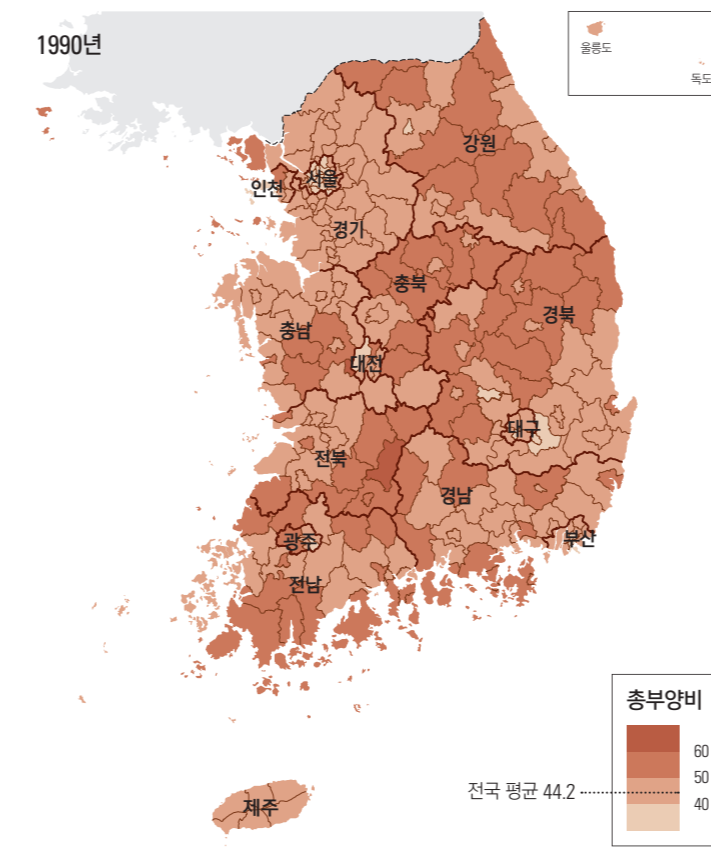 1990년
울릉도
독도
강원
서울
인천
경기
충북
경북
충남
대전
대구
전북
경남
부산
광주
전남
제주
총부양비
60
50
40
전국 평균 44.2